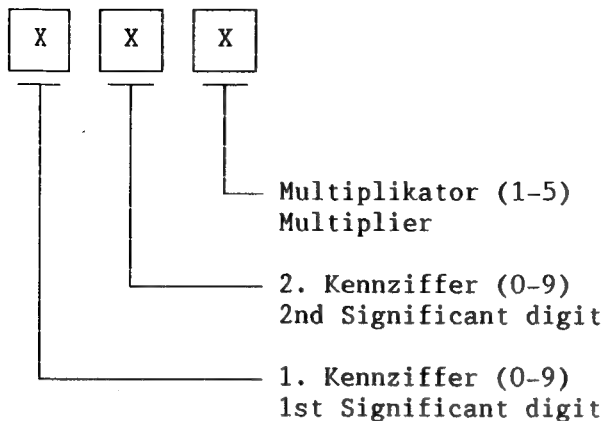 X X X
Multiplikator (1-5)
Multiplier
2. Kennziffer (0-9)
2nd Significant digit
1. Kennziffer (0-9)
1st Significant digit